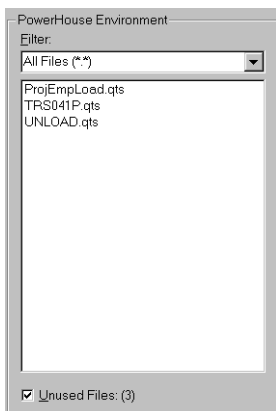 PowerHouse Environment
Filter:
All Files (*.*)
ProjEmpLoad.qts
TRS041P.qts
UNLOAD.qts
Unused Files: (3)